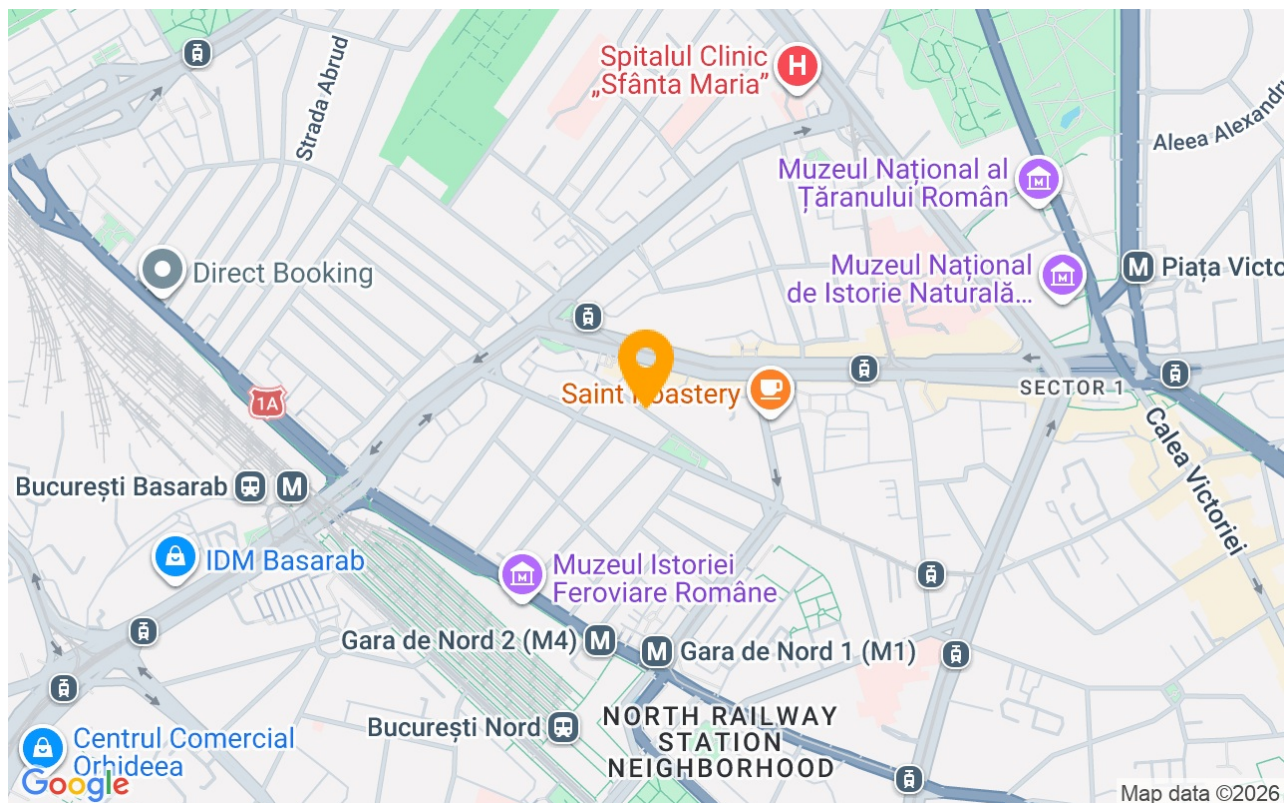 Spitalul Clinic
„Sfânta Maria”
H
Strada Abrud
Aleea Alexandru
Muzeul Național al
Țăranului Român
M
Direct Booking
Muzeul Național
de Istorie Naturală...
M
M Piața Victo
Saint Roastery
SECTOR 1
1A
Calea Victoriei
București Basarab M
IDM Basarab
Muzeul Istoriei
Feroviare Române
M
Gara de Nord 2 (M4) M
M Gara de Nord 1 (M1)
București Nord
NORTH RAILWAY
STATION
NEIGHBORHOOD
Centrul Comercial
Orhideea
Google
Map data ©2026